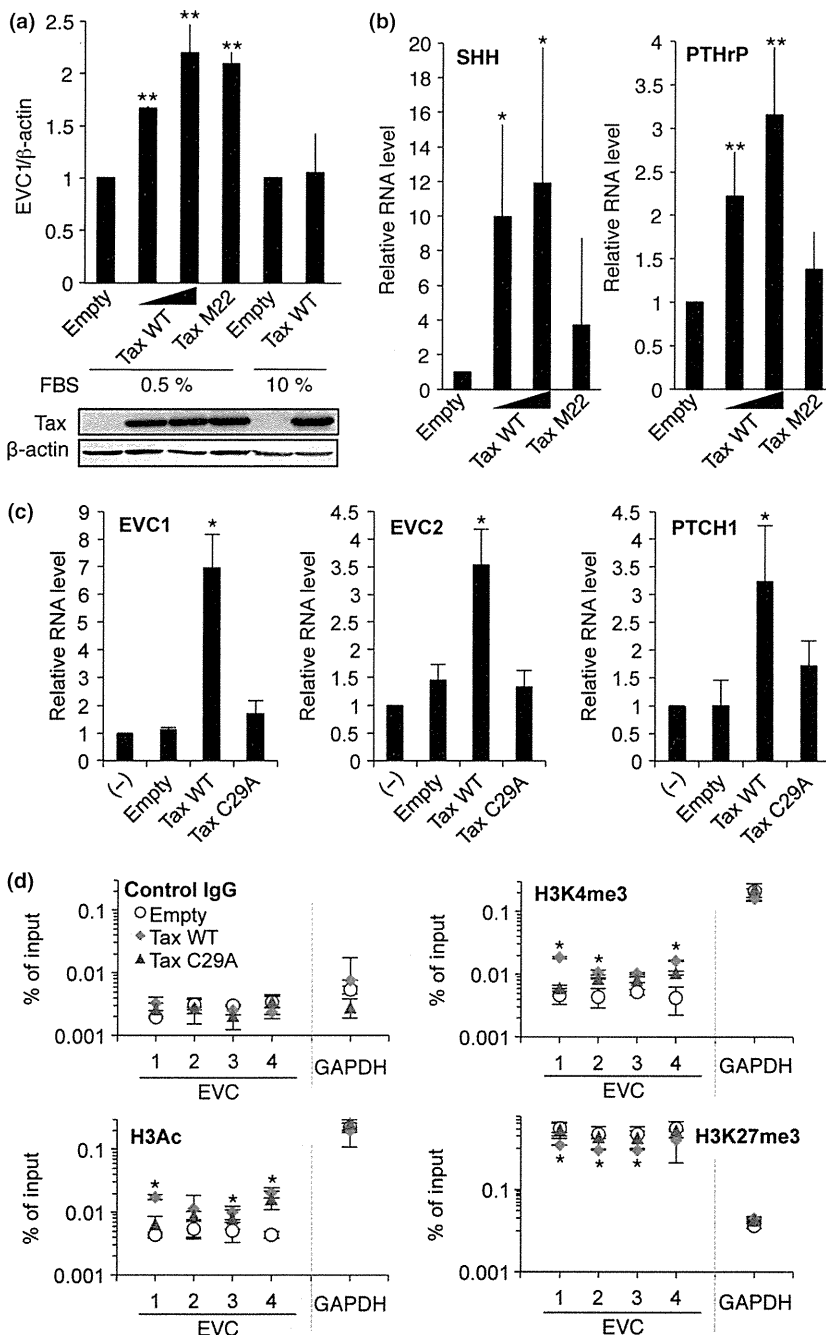 (a)
EVC1/β-actin
2.5
2
1.5
1
0.5
0
**
**
**
Empty
Tax WT
Tax M22
Empty
Tax WT
FBS 0.5 % 10 %
Tax
β-actin
(b)
SHH
Relative RNA level
20
18
16
14
12
10
8
6
4
2
0
*
*
Empty
Tax WT
Tax M22
PTHrP
Relative RNA level
4
3.5
3
2.5
2
1.5
1
0.5
0
**
**
Empty
Tax WT
Tax M22
(c)
EVC1
Relative RNA level
9
8
7
6
5
4
3
2
1
0
*
(–)
Empty
Tax WT
Tax C29A
EVC2
Relative RNA level
4.5
4
3.5
3
2.5
2
1.5
1
0.5
0
*
(–)
Empty
Tax WT
Tax C29A
PTCH1
Relative RNA level
4.5
4
3.5
3
2.5
2
1.5
1
0.5
0
*
(–)
Empty
Tax WT
Tax C29A
(d)
Control IgG
Empty
Tax WT
Tax C29A
% of input
0.1
0.01
0.001
1 2 3 4 GAPDH
EVC
H3K4me3
% of input
0.1
0.01
0.001
* * *
1 2 3 4 GAPDH
EVC
H3Ac
% of input
0.1
0.01
0.001
* * *
1 2 3 4 GAPDH
EVC
H3K27me3
% of input
0.1
0.001
* * *
1 2 3 4 GAPDH
EVC